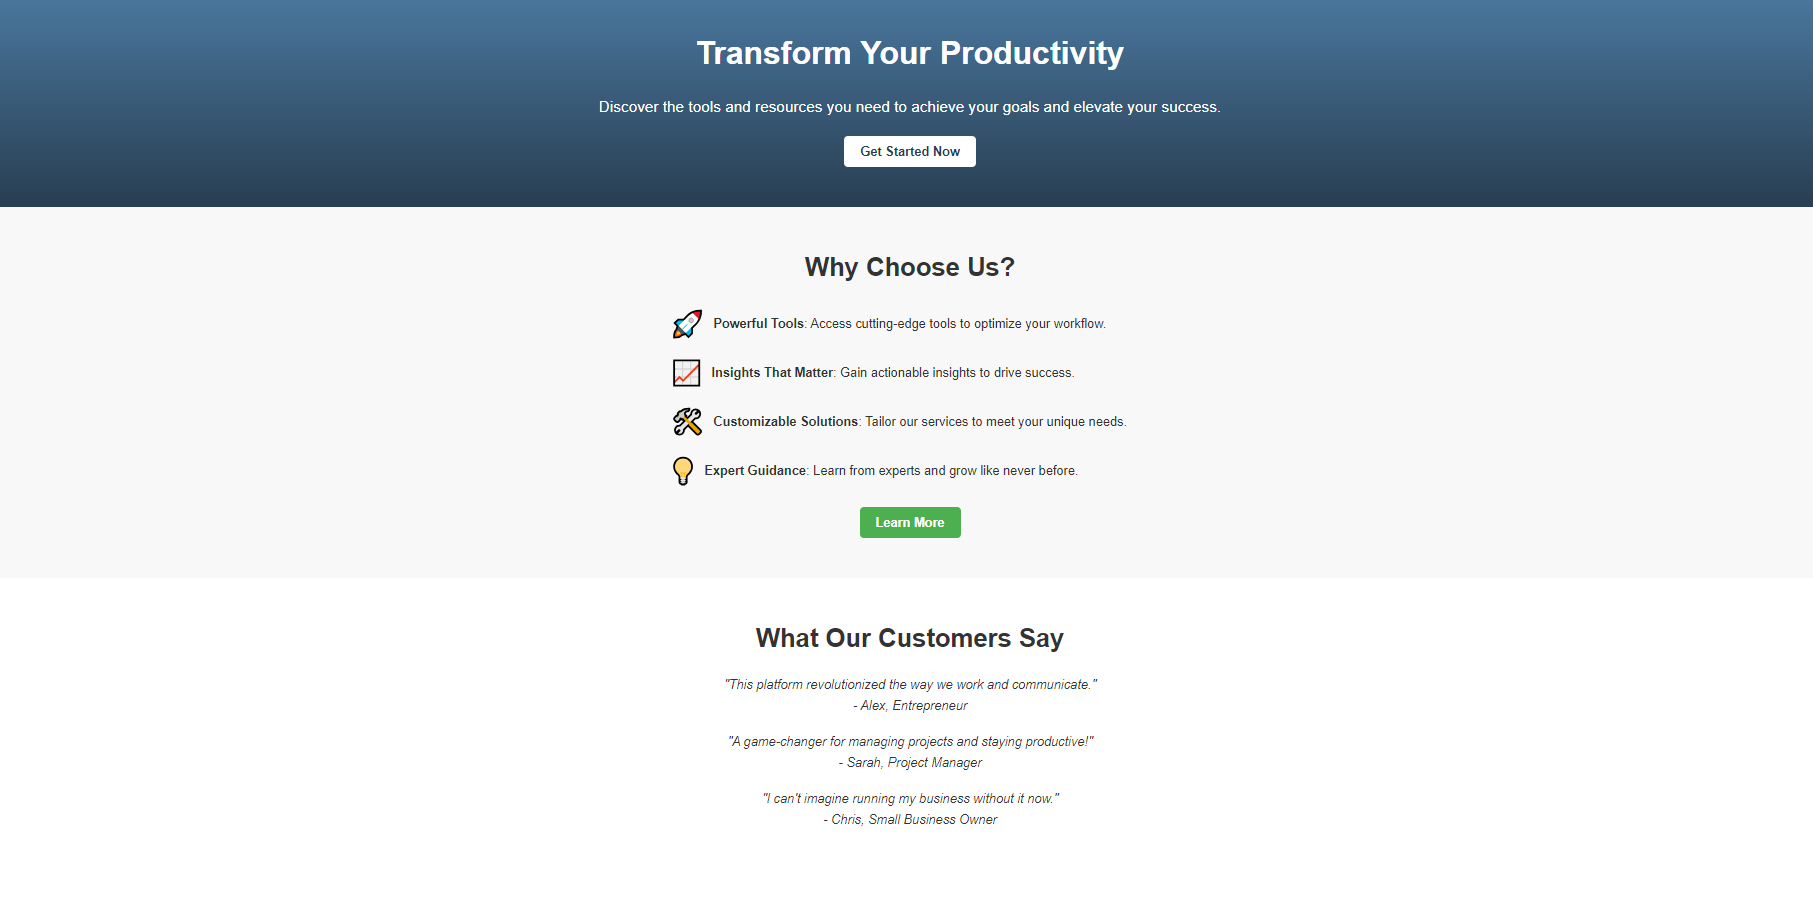 Transform Your Productivity
Discover the tools and resources you need to achieve your goals and elevate your success.
Get Started Now
Why Choose Us?
Powerful Tools: Access cutting-edge tools to optimize your workflow.
Insights That Matter: Gain actionable insights to drive success.
Customizable Solutions: Tailor our services to meet your unique needs.
Expert Guidance: Learn from experts and grow like never before.
Learn More
What Our Customers Say
"This platform revolutionized the way we work and communicate."
- Alex, Entrepreneur
"A game-changer for managing projects and staying productive!"
- Sarah, Project Manager
"I can't imagine running my business without it now."
- Chris, Small Business Owner